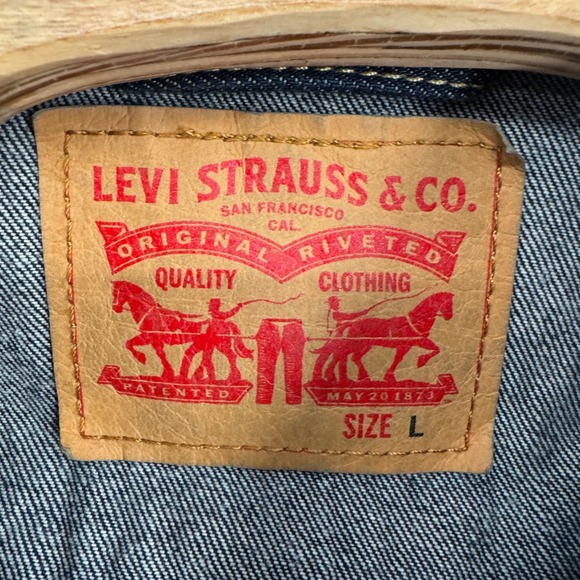 LEVI STRAUSS & CO.
SAN FRANCISCO
CAL.
ORIGINAL RIVETED
QUALITY CLOTHING
PATENTED MAY 20 1873
SIZE L